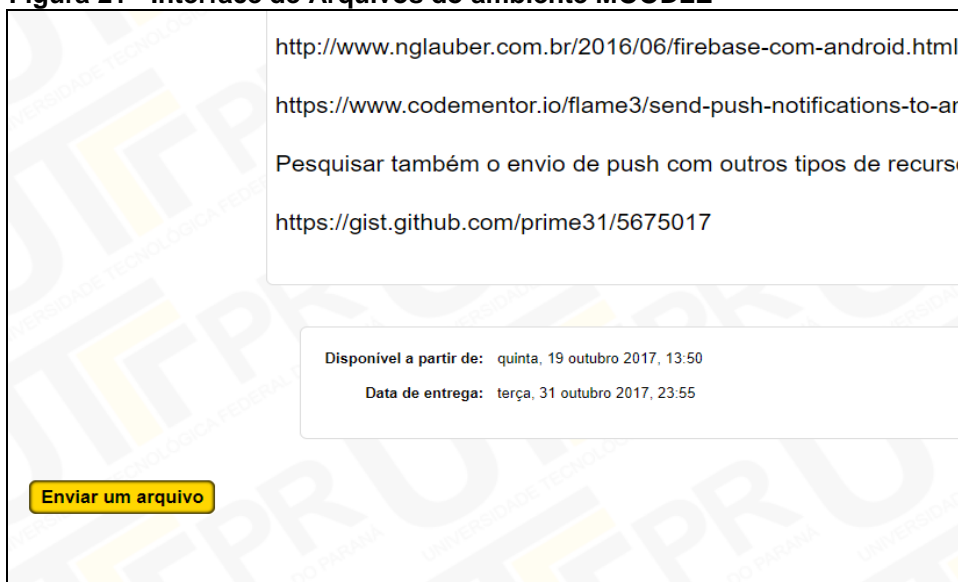 Figura 21 - Interface de Arquivos do ambiente MOODLE
http://www.nglauber.com.br/2016/06/firebase-com-android.html
https://www.codementor.io/flame3/send-push-notifications-to-
Pesquisar também o envio de push com outros tipos de
https://gist.github.com/prime31/5675017
Disponível a partir de: quinta, 19 outubro 2017, 13:50
Data de entrega: terça, 31 outubro 2017, 23:55
Enviar um arquivo